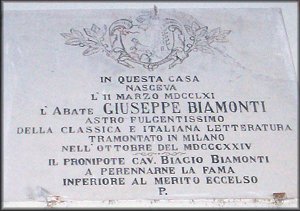 IN QUESTA CASA
NASCEVA
L'11 MARZO MDCCLXI
L'ABATE GIUSEPPE BIAMONTI
ASTRO FULGENTISSIMO
DELLA CLASSICA E ITALIANA LETTERATURA
TRAMONTATO IN MILANO
NELL'OTTOBRE DEL MDCCCXXIV
IL PRONIPOTE CAV. BIAGIO BIAMONTI
A PERENNARNE LA FAMA
INFERIORE AL MERITO ECCELSO
P.